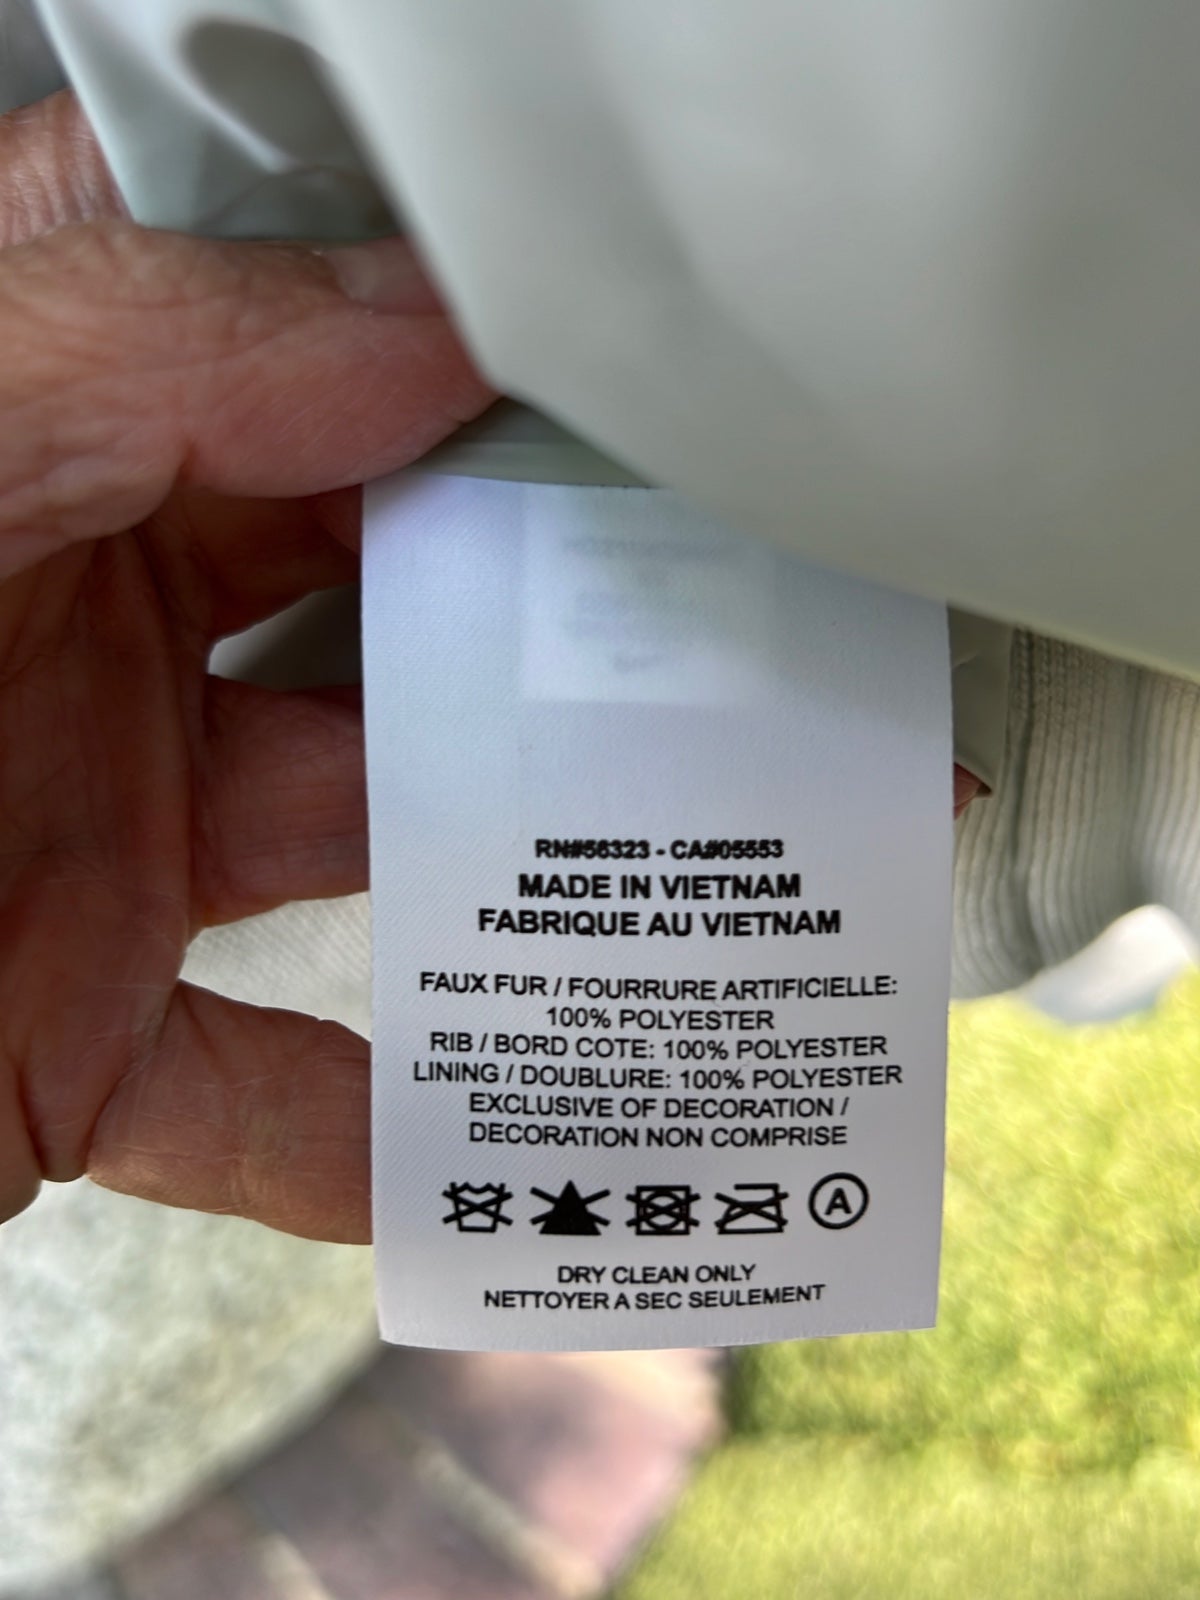 RN#56323 - CA#05553
MADE IN VIETNAM
FABRIQUE AU VIETNAM
FAUX FUR / FOURRURE ARTIFICIELLE:
100% POLYESTER
RIB / BORD COTE: 100% POLYESTER
LINING / DOUBLURE: 100% POLYESTER
EXCLUSIVE OF DECORATION /
DECORATION NON COMPRISE
A
DRY CLEAN ONLY
NETTOYER A SEC SEULEMENT